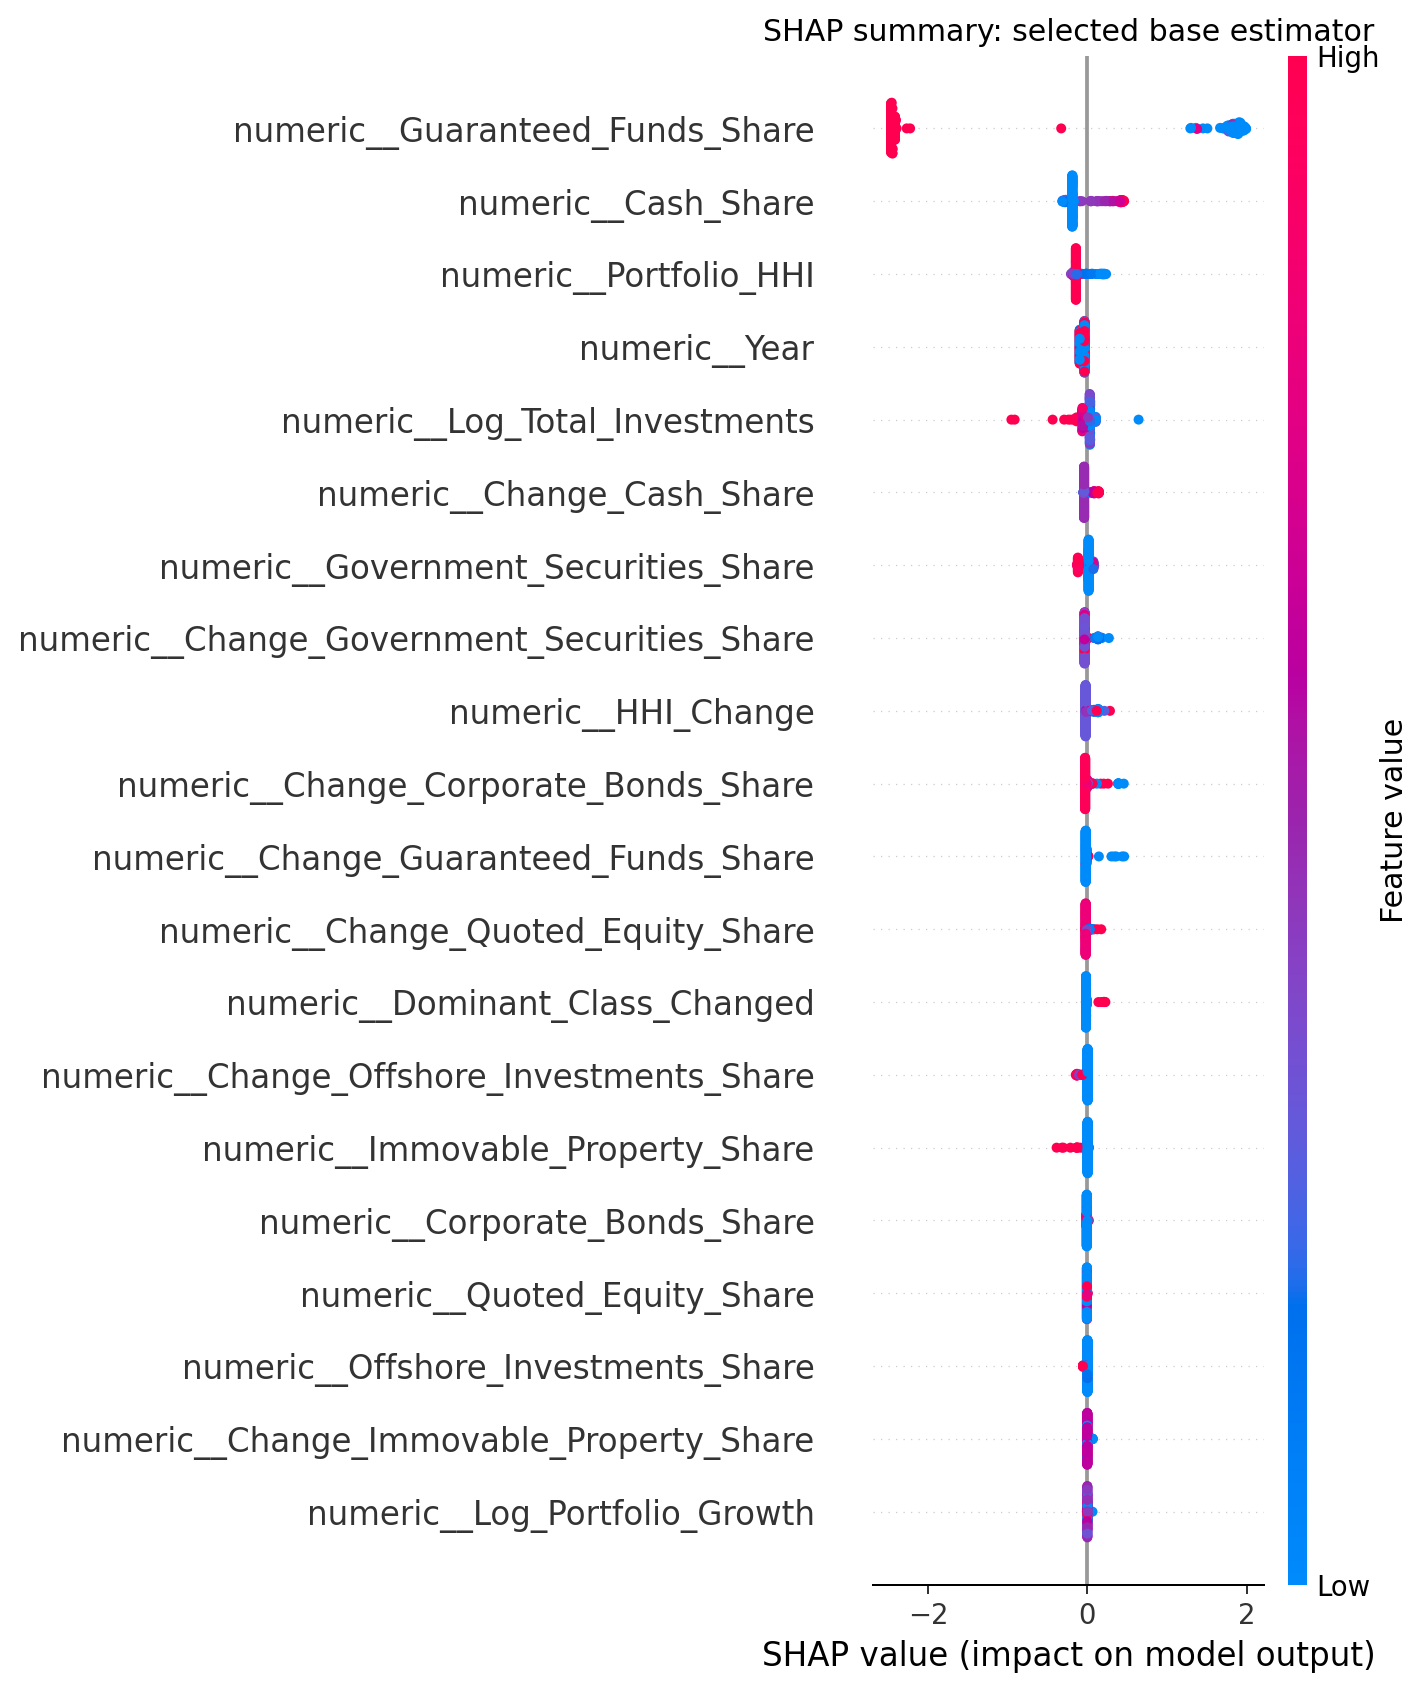 SHAP summary: selected base estimator
High
numeric__Guaranteed_Funds_Share
numeric__Cash_Share
numeric__Portfolio_HHI
numeric__Year
numeric__Log_Total_Investments
numeric__Change_Cash_Share
numeric__Government_Securities_Share
numeric__Change_Government_Securities_Share
numeric__HHI_Change
numeric__Change_Corporate_Bonds_Share
numeric__Change_Guaranteed_Funds_Share
numeric__Change_Quoted_Equity_Share
numeric__Dominant_Class_Changed
numeric__Change_Offshore_Investments_Share
numeric__Immovable_Property_Share
numeric__Corporate_Bonds_Share
numeric__Quoted_Equity_Share
numeric__Offshore_Investments_Share
numeric__Change_Immovable_Property_Share
numeric__Log_Portfolio_Growth
Feature value
Low
−2 0 2
SHAP value (impact on model output)